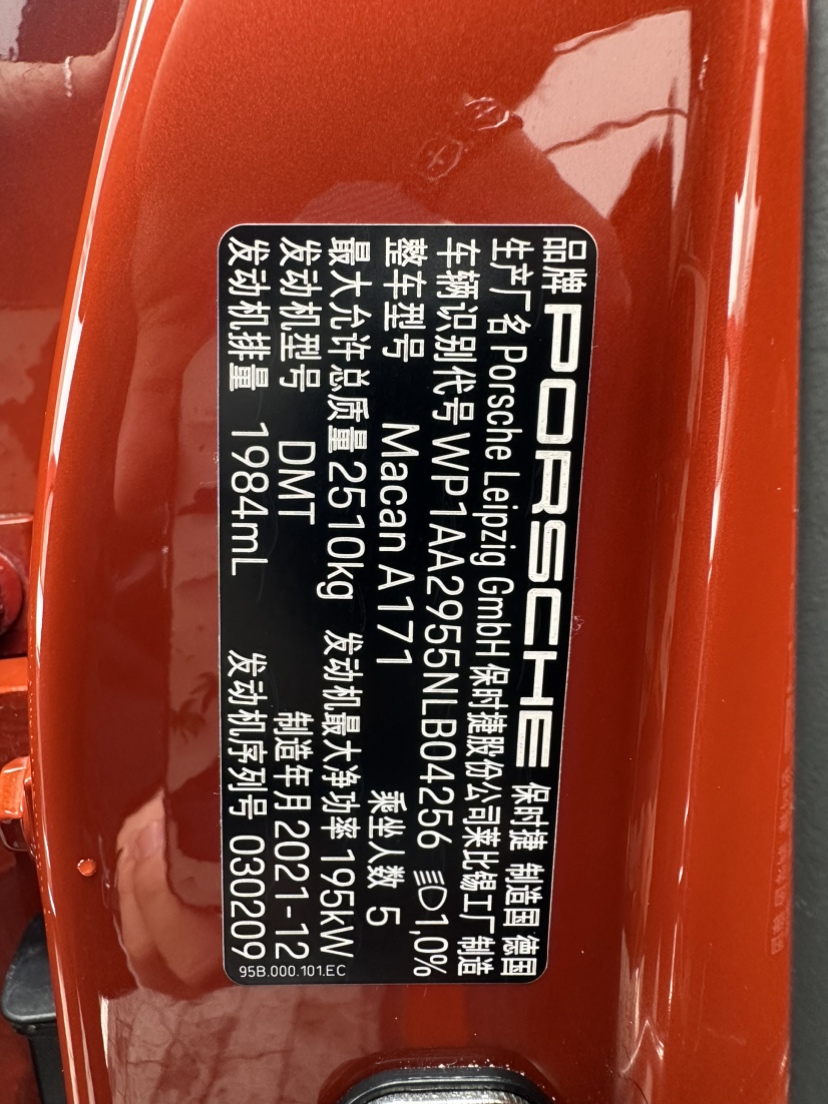 品牌 PORSCHE 保时捷 制造国 德国
生产厂名 Porsche Leipzig GmbH 保时捷股份公司莱比锡工厂 制造
车辆识别代号 WP1AA2955NLB04256 1,0%
整车型号 Macan A171 乘坐人数 5
最大允许总质量 2510kg 发动机最大净功率 195kW
发动机型号 DMT 制造年月 2021-12
发动机排量 1984mL 发动机序列号 030209
95B.000.101.EC